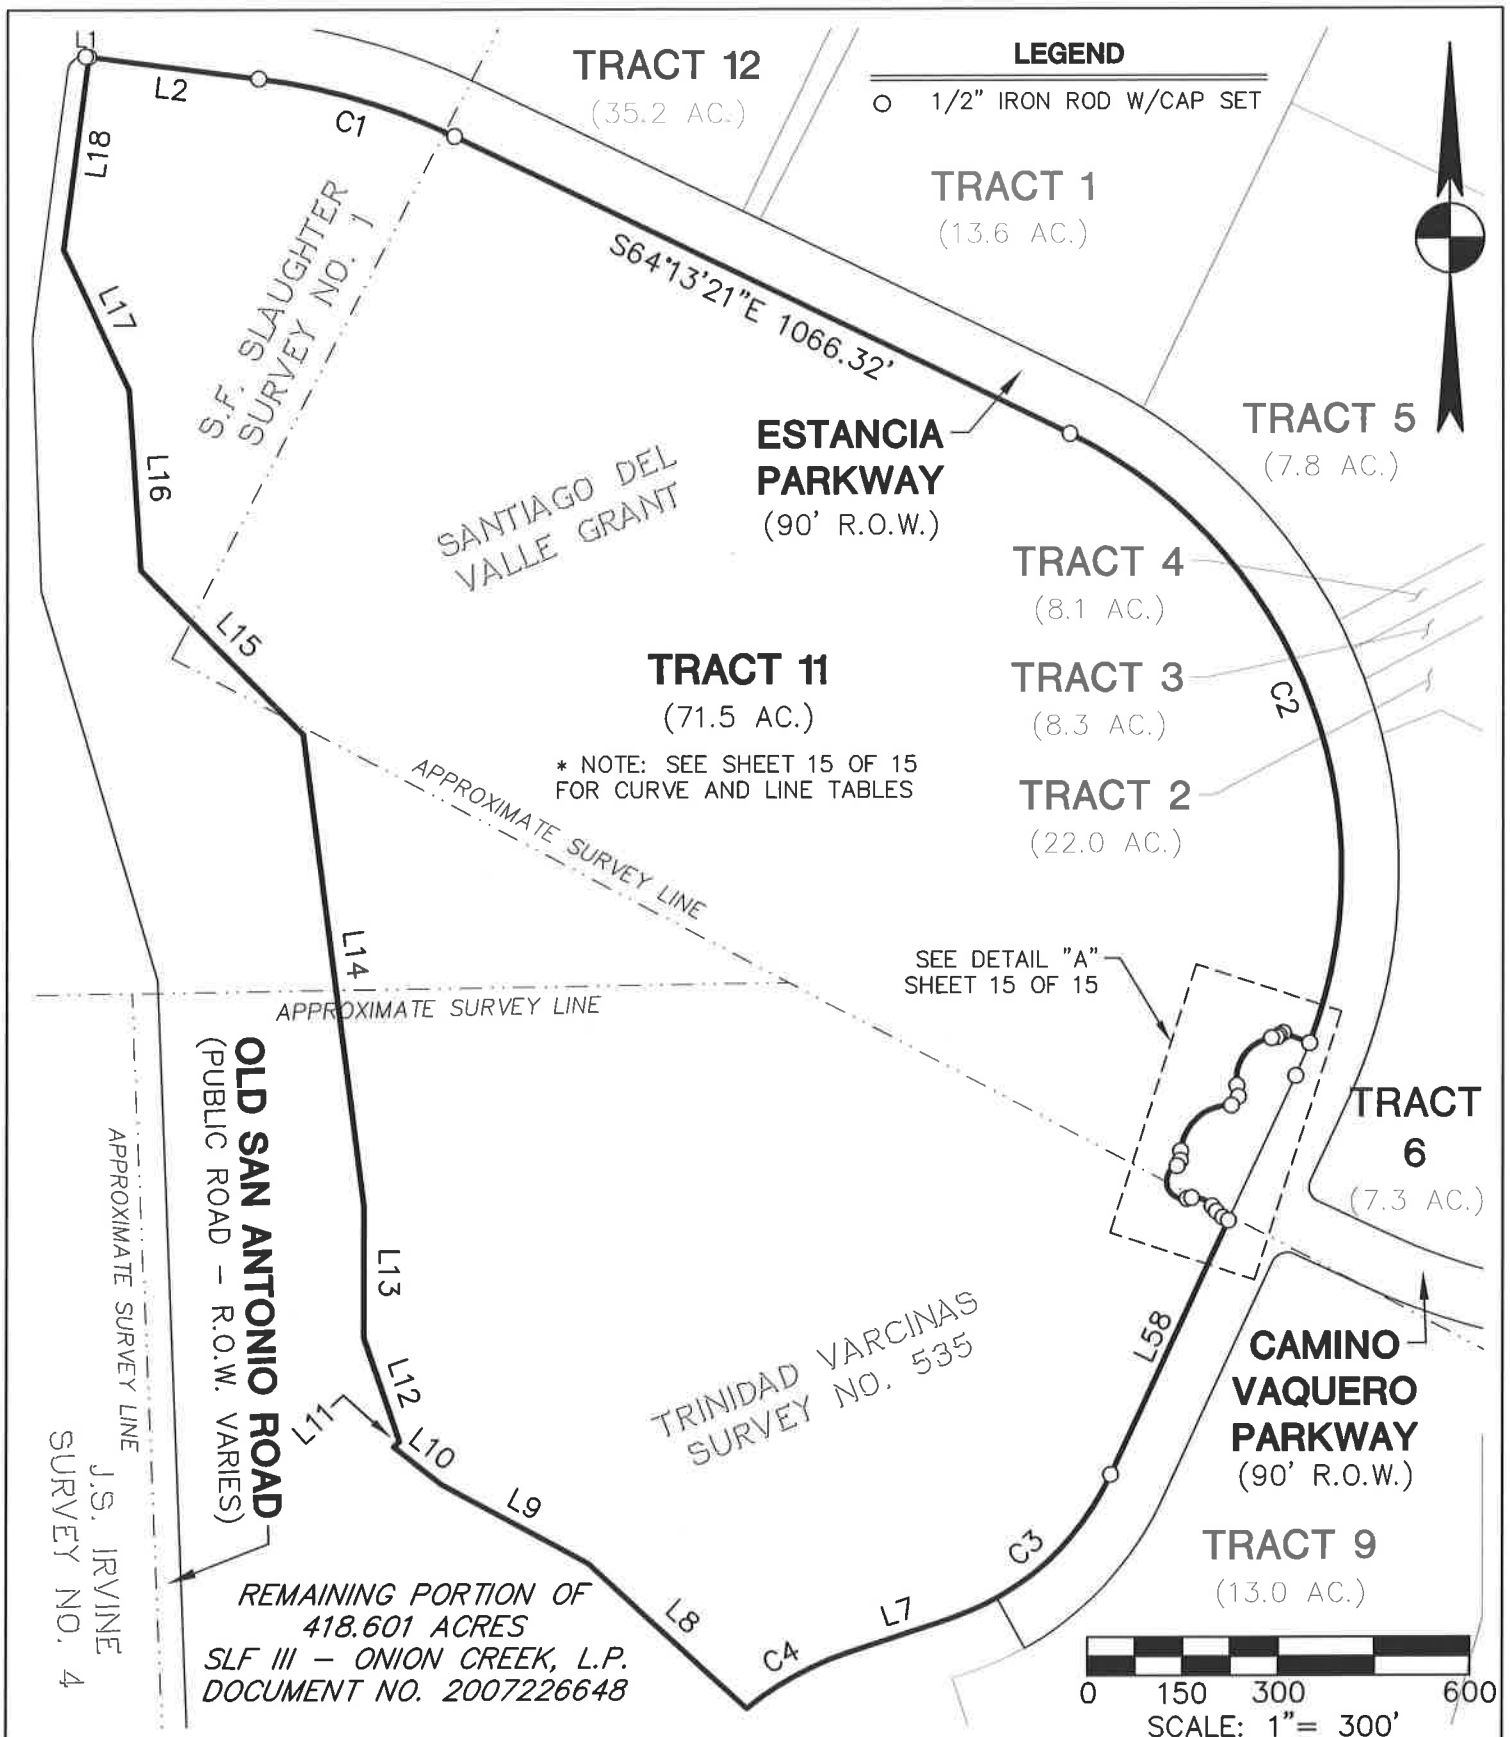 L1
L2
C1
L18
L17
L16
L15
TRACT 12
(35.2 AC.)
LEGEND
1/2" IRON ROD W/CAP SET
TRACT 1
(13.6 AC.)
S.F. SLAUGHTER
SURVEY NO. 1
S64°13'21"E 1066.32'
ESTANCIA
PARKWAY
(90' R.O.W.)
TRACT 5
(7.8 AC.)
SANTIAGO DEL
VALLE GRANT
TRACT 4
(8.1 AC.)
TRACT 11
(71.5 AC.)
TRACT 3
(8.3 AC.)
C2
* NOTE: SEE SHEET 15 OF 15
FOR CURVE AND LINE TABLES
TRACT 2
(22.0 AC.)
APPROXIMATE SURVEY LINE
L14
SEE DETAIL "A"
SHEET 15 OF 15
APPROXIMATE SURVEY LINE
OLD SAN ANTONIO ROAD
(PUBLIC ROAD - R.O.W. VARIES)
APPROXIMATE SURVEY LINE
TRACT
6
(7.3 AC.)
L13
L12
L11
L10
L9
TRINIDAD VARCINAS
SURVEY NO. 535
L58
CAMINO
VAQUERO
PARKWAY
(90' R.O.W.)
J.S. IRVINE
SURVEY NO. 4
C3
TRACT 9
(13.0 AC.)
REMAINING PORTION OF
418.601 ACRES
SLF III - ONION CREEK, L.P.
DOCUMENT NO. 2007226648
L8
C4
L7
0 150 300 600
SCALE: 1"= 300'